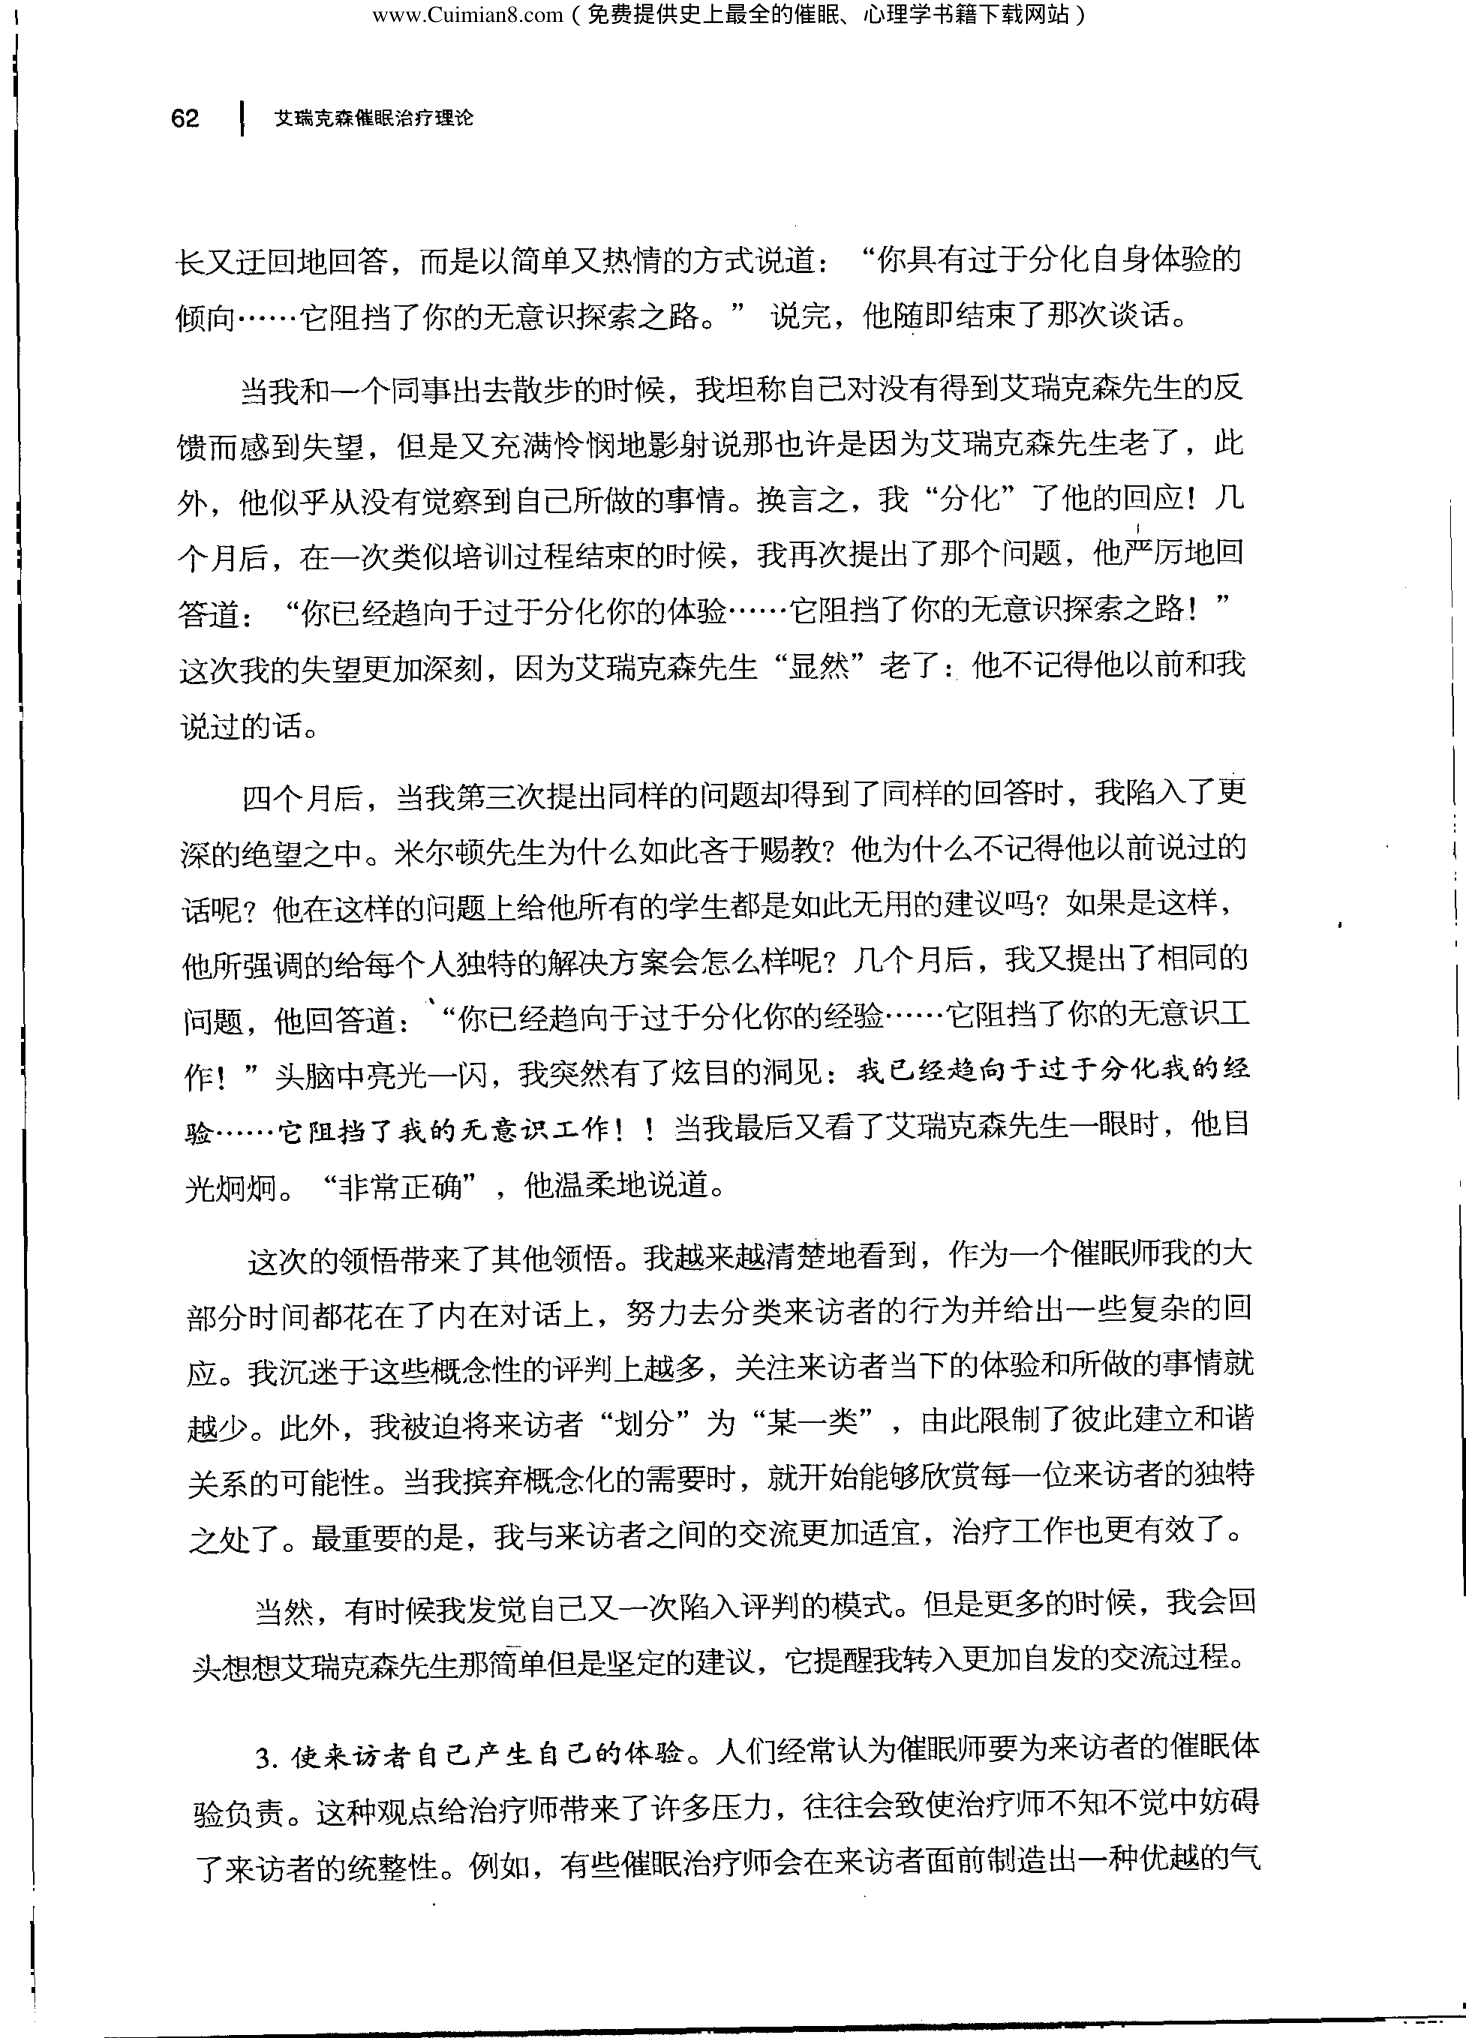 www.Cuimian8.com（免费提供史上最全的催眠、心理学书籍下载网站）
62 艾瑞克森催眠治疗理论
长又迂回地回答，而是以简单又热情的方式说道：“你具有过于分化自身体验的
倾向……它阻挡了你的无意识探索之路。” 说完，他随即结束了那次谈话。
当我和一个同事出去散步的时候，我坦称自己对没有得到艾瑞克森先生的反
馈而感到失望，但是又充满怜悯地影射说那也许是因为艾瑞克森先生老了，此
外，他似乎从没有觉察到自己所做的事情。换言之，我“分化”了他的回应！几
个月后，在一次类似培训过程结束的时候，我再次提出了那个问题，他严厉地回
答道：“你已经趋向于过于分化你的体验……它阻挡了你的无意识探索之路！”
这次我的失望更加深刻，因为艾瑞克森先生“显然”老了：他不记得他以前和我
说过的话。
四个月后，当我第三次提出同样的问题却得到了同样的回答时，我陷入了更
深的绝望之中。米尔顿先生为什么如此吝于赐教？他为什么不记得他以前说过的
话呢？他在这样的问题上给他所有的学生都是如此无用的建议吗？如果是这样，
他所强调的给每个人独特的解决方案会怎么样呢？几个月后，我又提出了相同的
问题，他回答道：“你已经趋向于过于分化你的经验……它阻挡了你的无意识工
作！”头脑中亮光一闪，我突然有了炫目的洞见：我已经趋向于过于分化我的经
验……它阻挡了我的无意识工作！！当我最后又看了艾瑞克森先生一眼时，他目
光炯炯。“非常正确”，他温柔地说道。
这次的领悟带来了其他领悟。我越来越清楚地看到，作为一个催眠师我的大
部分时间都花在了内在对话上，努力去分类来访者的行为并给出一些复杂的回
应。我沉迷于这些概念性的评判上越多，关注来访者当下的体验和所做的事情就
越少。此外，我被迫将来访者“划分”为“某一类”，由此限制了彼此建立和谐
关系的可能性。当我摈弃概念化的需要时，就开始能够欣赏每一位来访者的独特
之处了。最重要的是，我与来访者之间的交流更加适宜，治疗工作也更有效了。
当然，有时候我发觉自己又一次陷入评判的模式。但是更多的时候，我会回
头想想艾瑞克森先生那简单但是坚定的建议，它提醒我转入更加自发的交流过程。
3. 使来访者自己产生自己的体验。人们经常认为催眠师要为来访者的催眠体
验负责。这种观点给治疗师带来了许多压力，往往会致使治疗师不知不觉中妨碍
了来访者的统整性。例如，有些催眠治疗师会在来访者面前制造出一种优越的气